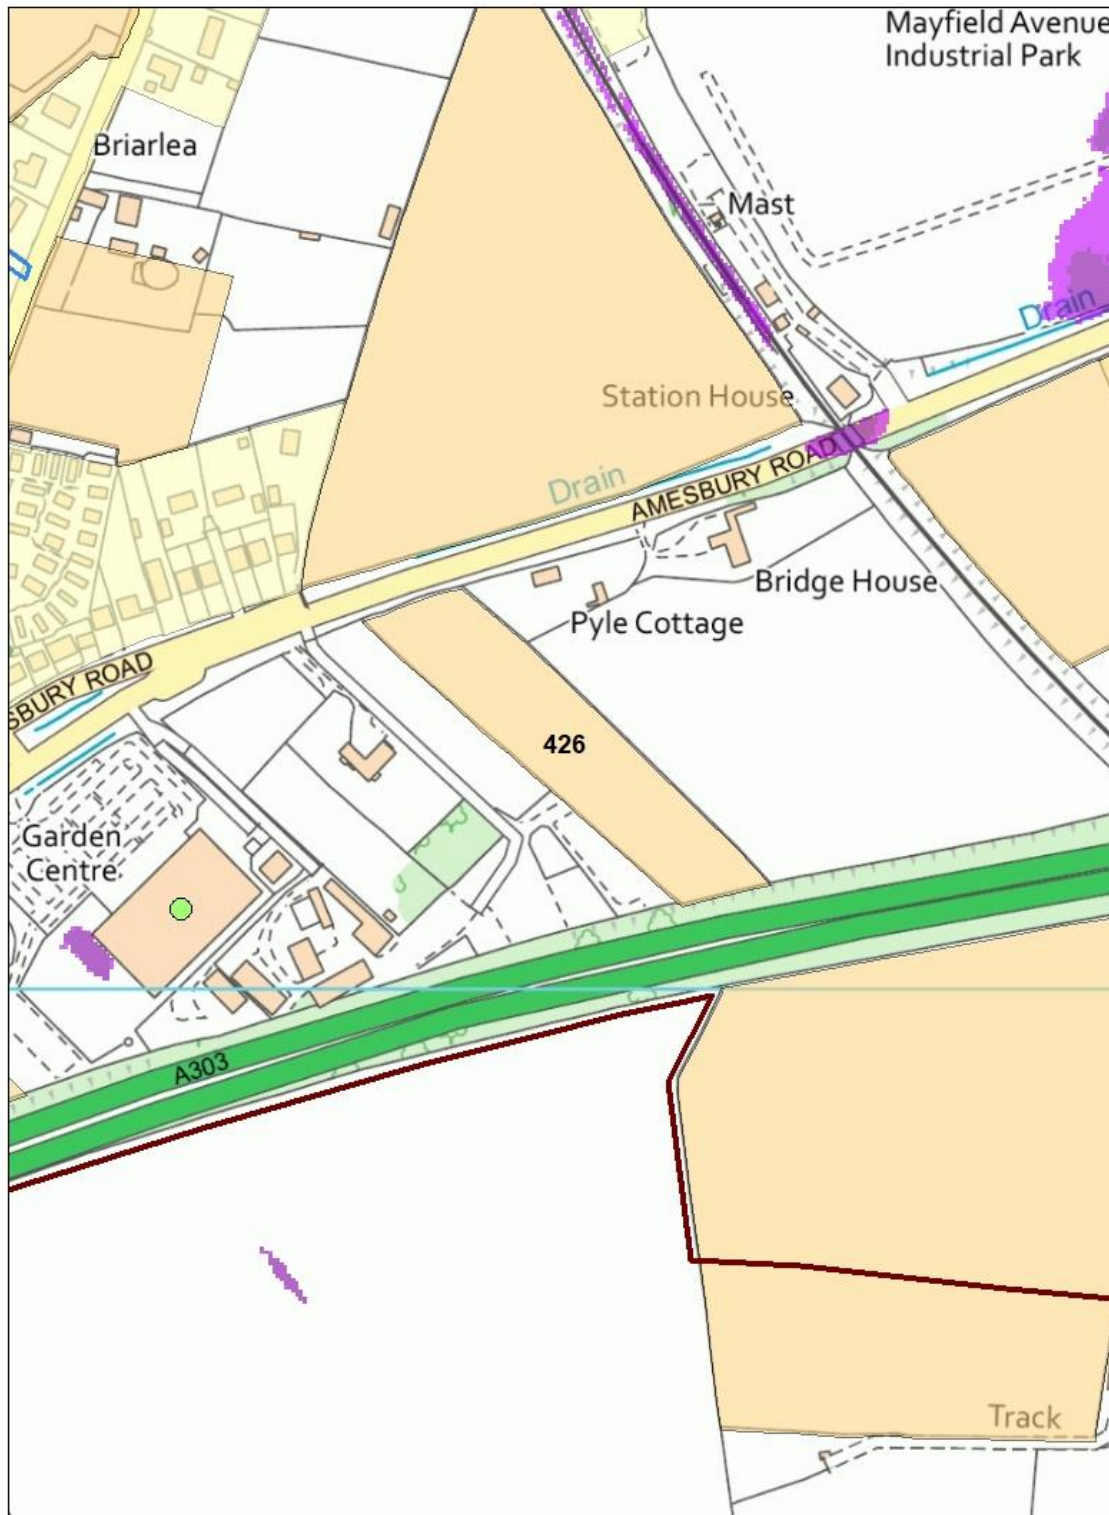 Mayfield Avenue
Industrial Park
Briarlea
Mast
Drain
Station House
Drain
AMESBURY ROAD
Bridge House
Pyle Cottage
SBURY ROAD
426
Garden
Centre
A303
Track